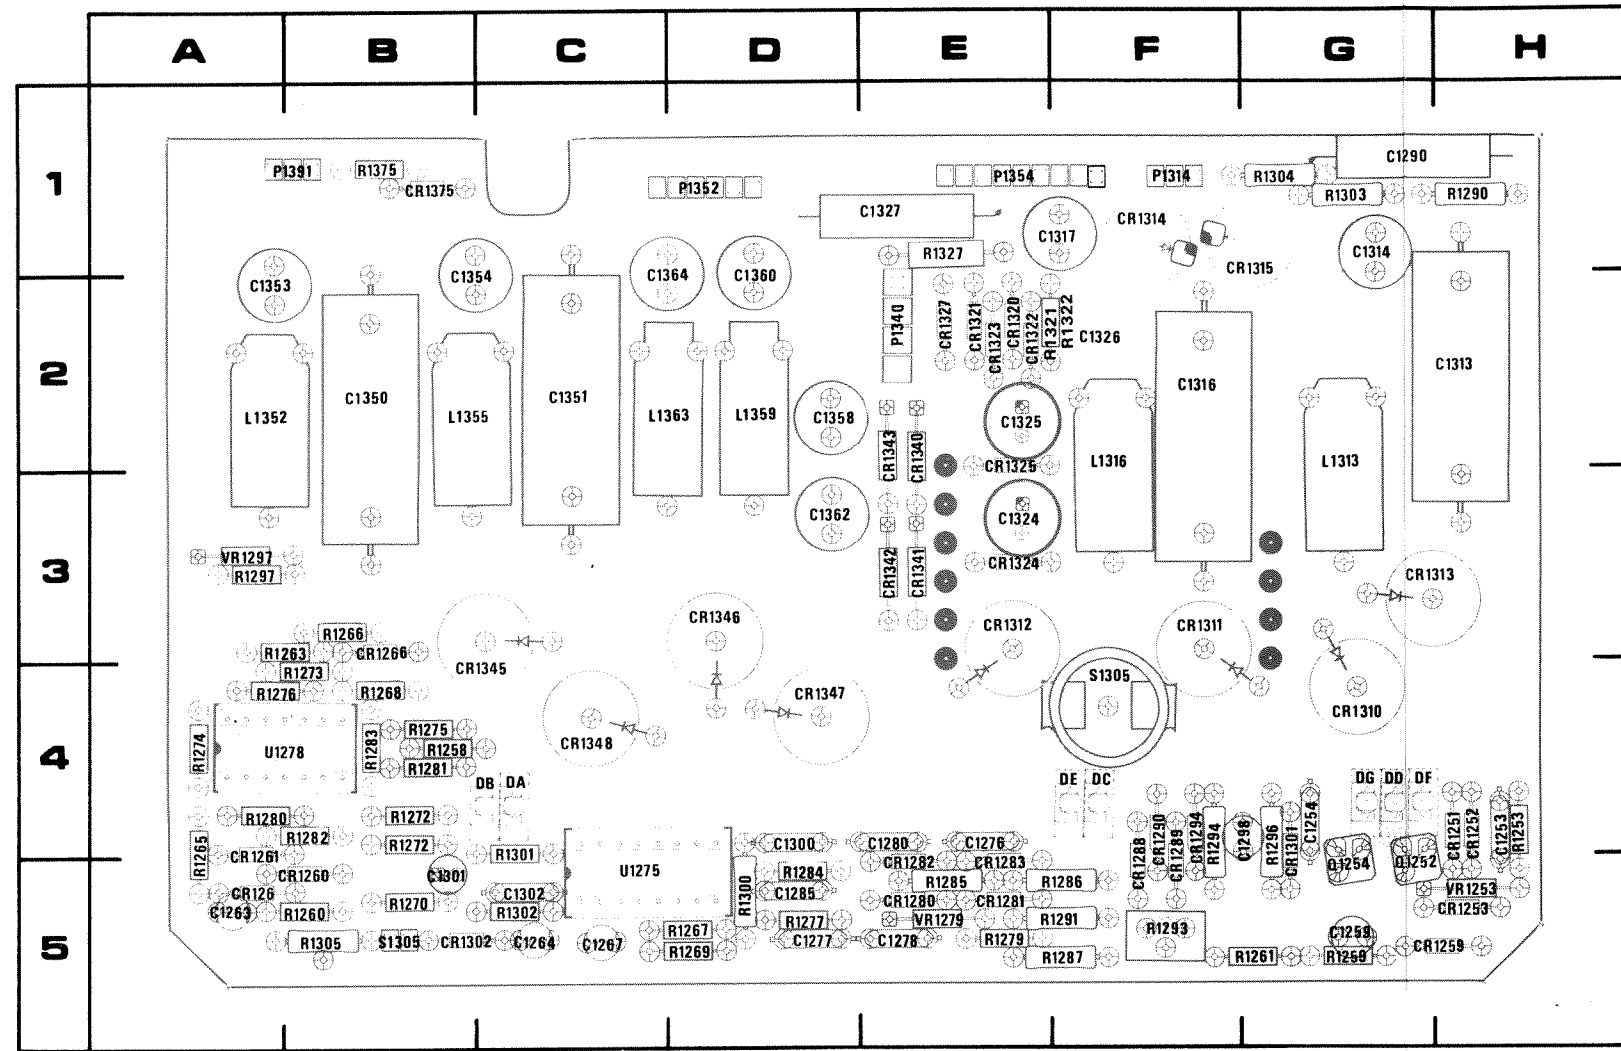 A B C D E F G H
1
P1391 R1375 P1352 P1354 P1314 R1304 C1290
CR1375 R1303 R1290
C1327 CR1314
C1317
R1327 C1314
CR1315
C1353 C1354 C1364 C1360
2
P1340 CR1327 CR1321 CR1323 CR1320 CR1322 R1321 R1322 C1326
C1313
C1350 C1351 C1316
L1352 L1355 L1363 L1359 C1358 C1325
CR1343 CR1340 CR1325 L1316 L1313
C1362 C1324
3
VR1297
R1297
CR1342 CR1341 CR1324 CR1313
CR1346 CR1312 CR1311
R1266
R1263 CR1266 CR1345
R1273 S1305
R1276 R1268 CR1347
CR1310
4
R1274 U1278 R1283 R1275 CR1348
R1258
R1281
DB DA DE DC DG DD DF
R1280 R1272
R1265 R1282 R1272 C1300 C1280 C1276
CR1288 CR1290 CR1289 CR1294 R1294 C1298 R1296 CR1301 C1254 CR1251 CR1252 C1253 R1253
CR1261 R1301 CR1282 CR1283 Q1254 Q1252
CR1260 C1301 U1275 R1284 R1285 R1286
CR126 C1302 R1300 C1285 VR1253
C1263 R1260 R1270 R1302 CR1280 CR1281 CR1253
R1277 VR1279 R1291
5
R1305 S1305 CR1302 C1264 C1267 R1267 C1277 C1278 R1279 R1293 C1259 CR1259
R1269 R1287 R1261 R1259